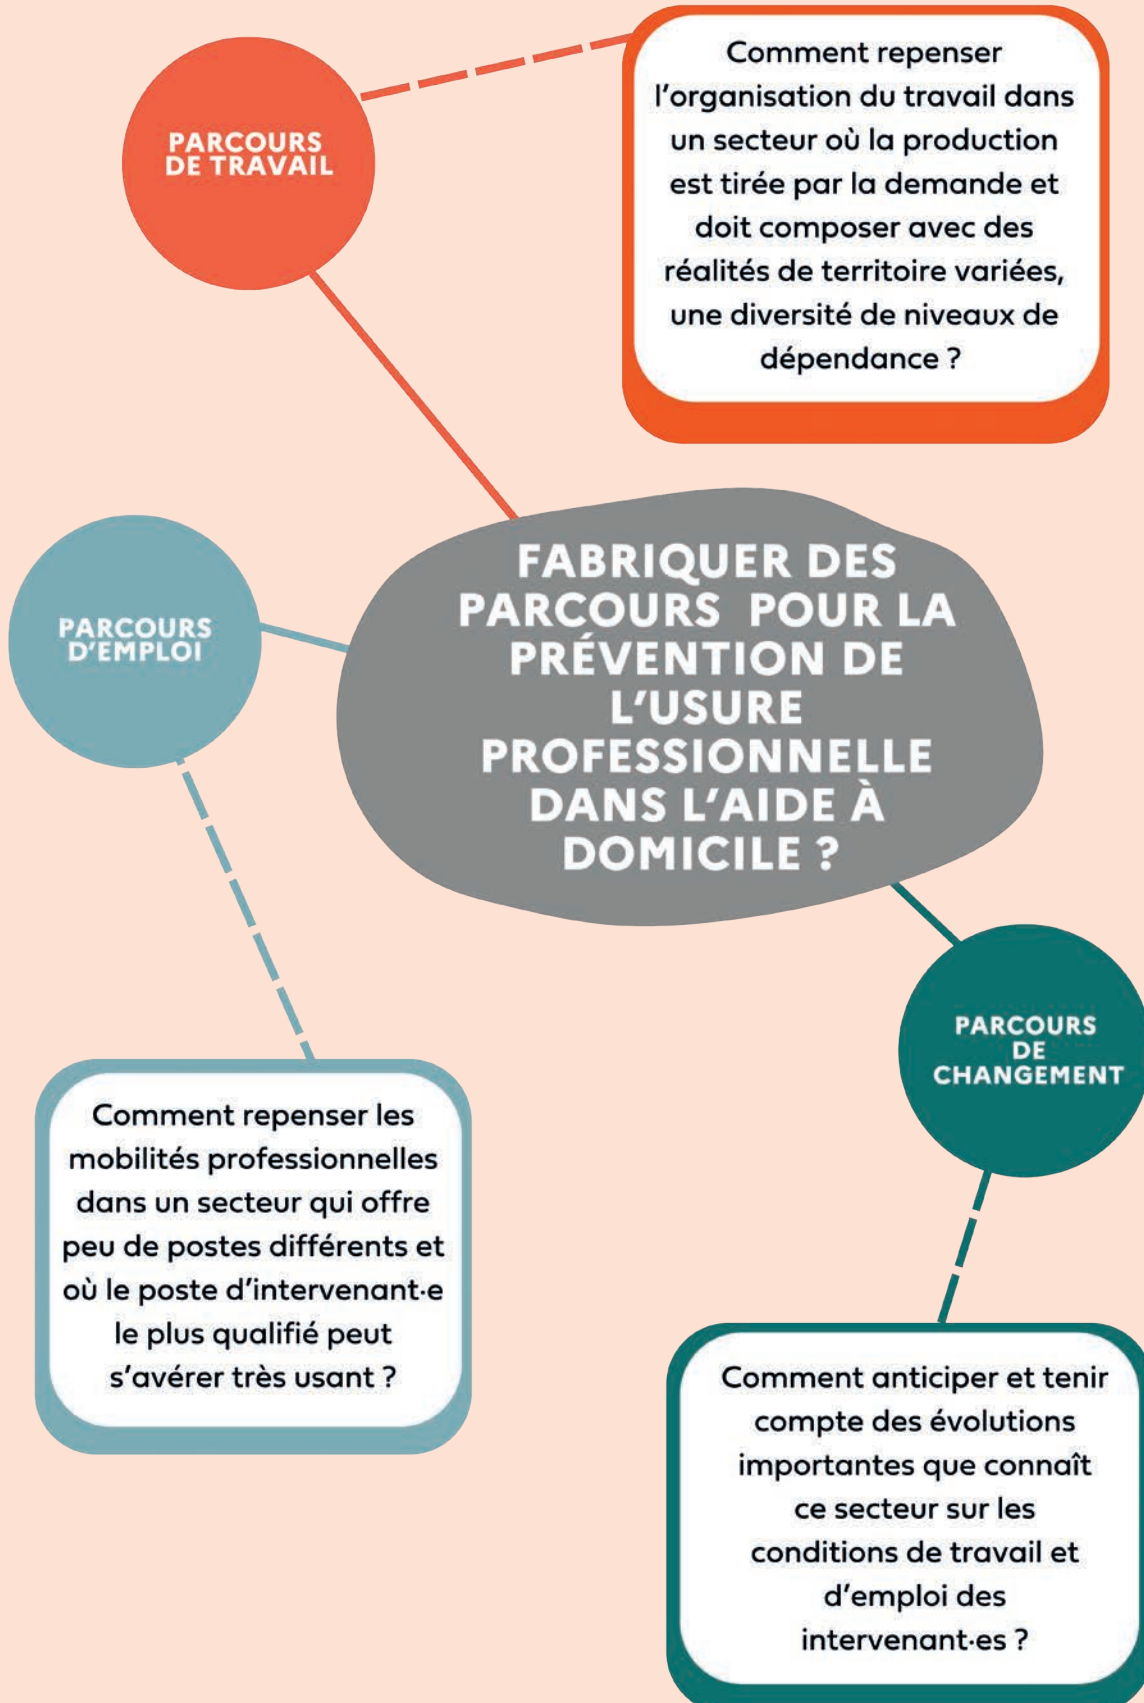 PARCOURS
DE TRAVAIL
Comment repenser
l'organisation du travail dans
un secteur où la production
est tirée par la demande et
doit composer avec des
réalités de territoire variées,
une diversité de niveaux de
dépendance ?
FABRIQUER DES
PARCOURS POUR LA
PRÉVENTION DE
L'USURE
PROFESSIONNELLE
DANS L'AIDE À
DOMICILE ?
PARCOURS
D'EMPLOI
Comment repenser les
mobilités professionnelles
dans un secteur qui offre
peu de postes différents et
où le poste d'intervenant·e
le plus qualifié peut
s'avérer très usant ?
PARCOURS
DE
CHANGEMENT
Comment anticiper et tenir
compte des évolutions
importantes que connaît
ce secteur sur les
conditions de travail et
d'emploi des
intervenant·es ?